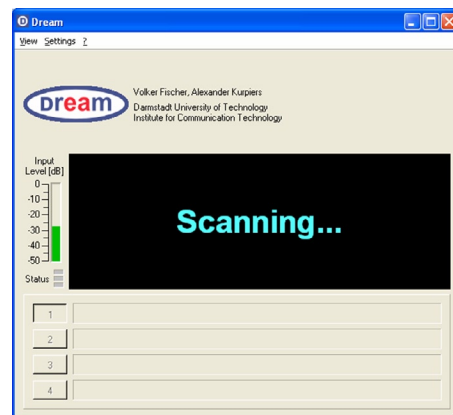 Dream
View Settings ?
Dream
Volker Fischer, Alexander Kurpiers
Darmstadt University of Technology
Institute for Communication Technology
Input
Level [dB]
0
-10
-20
-30
-40
-50
Scanning...
Status
1
2
3
4